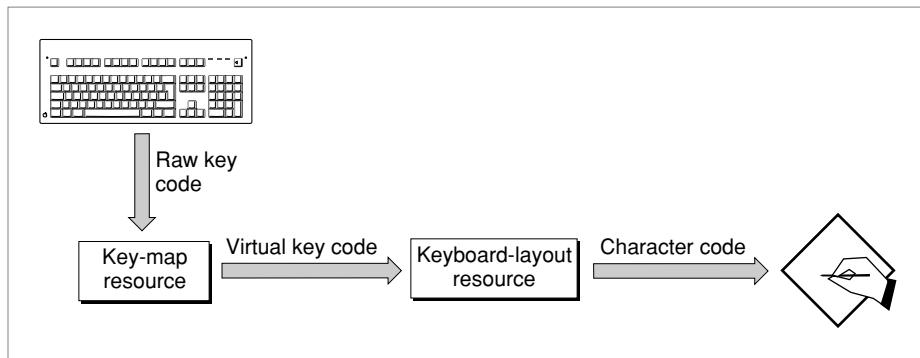 Raw key
code
Key-map
resource
Virtual key code
Keyboard-layout
resource
Character code